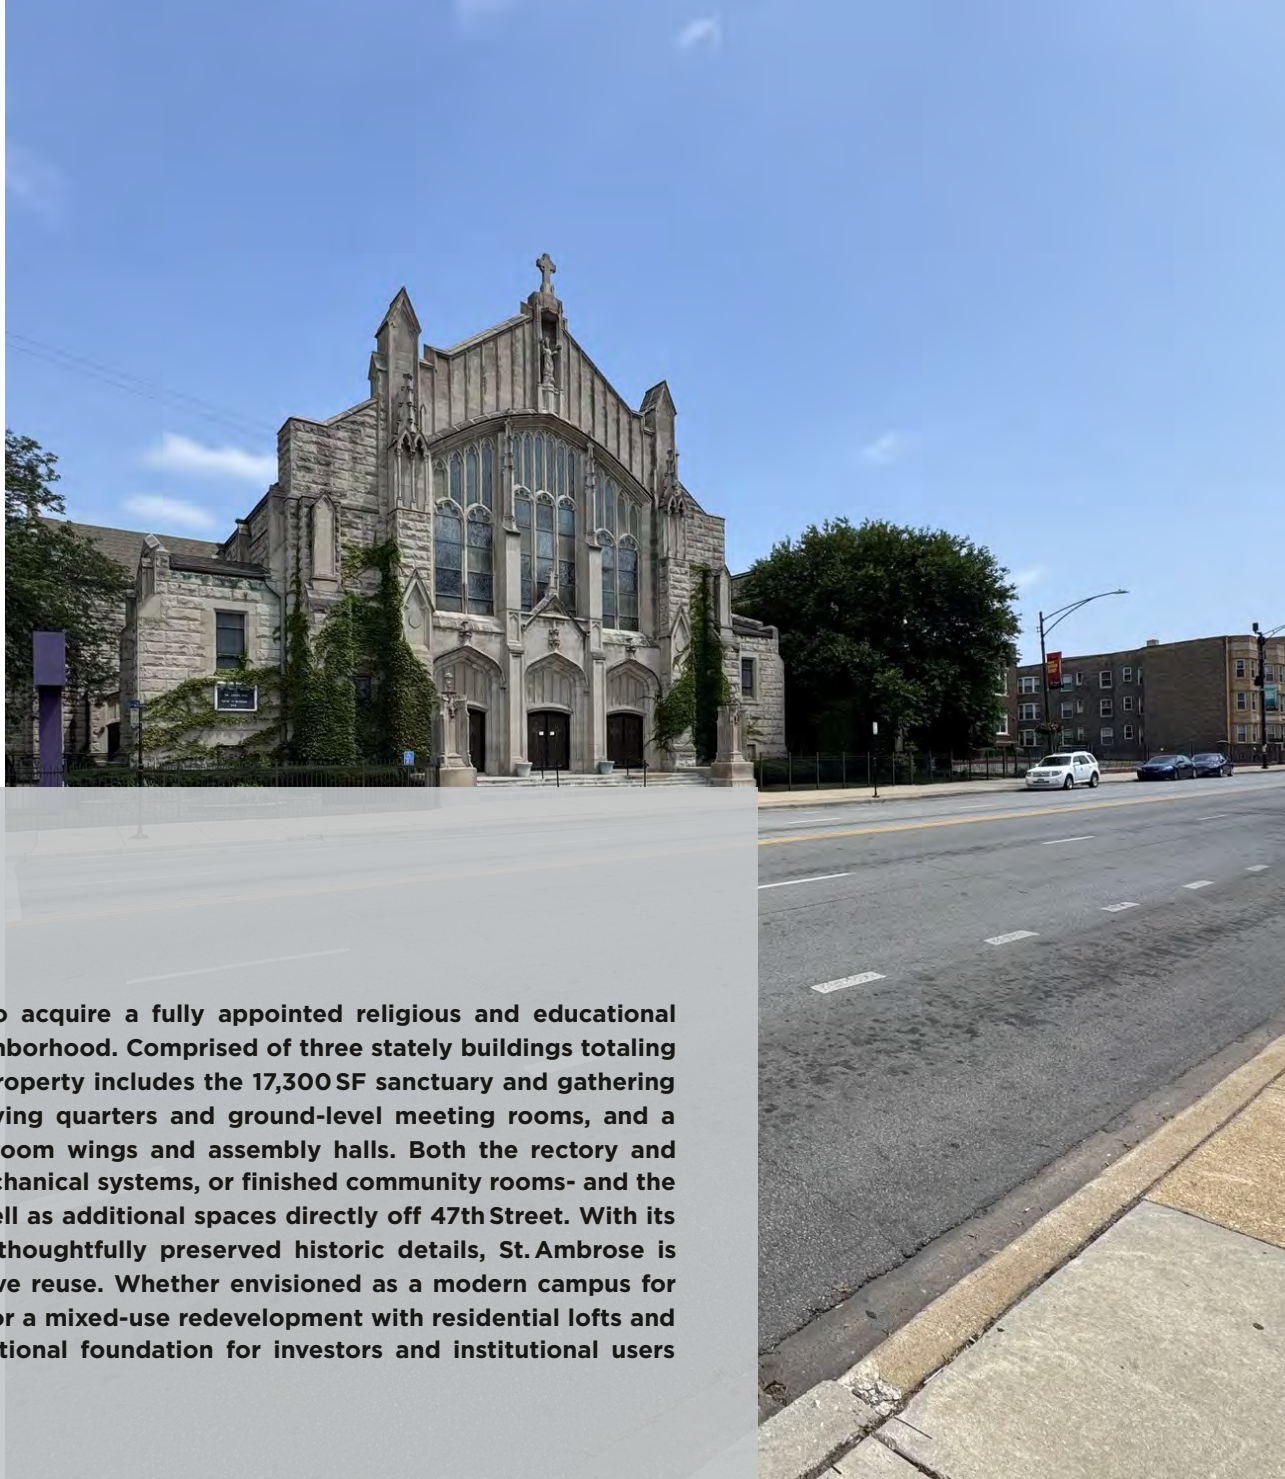 acquire a fully appointed religious and educational
nborhood. Comprised of three stately buildings totaling
roperty includes the 17,300 SF sanctuary and gathering
ving quarters and ground-level meeting rooms, and a
oom wings and assembly halls. Both the rectory and
chanical systems, or finished community rooms- and the
ell as additional spaces directly off 47th Street. With its
thoughtfully preserved historic details, St. Ambrose is
ve reuse. Whether envisioned as a modern campus for
or a mixed-use redevelopment with residential lofts and
tional foundation for investors and institutional users